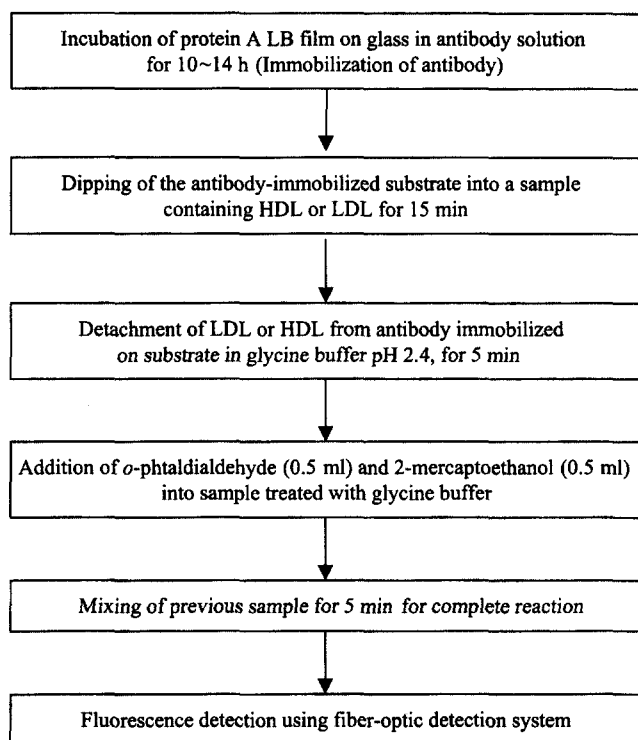 Incubation of protein A LB film on glass in antibody solution
for 10~14 h (Immobilization of antibody)
Dipping of the antibody-immobilized substrate into a sample
containing HDL or LDL for 15 min
Detachment of LDL or HDL from antibody immobilized
on substrate in glycine buffer pH 2.4, for 5 min
Addition of o-phtaldialdehyde (0.5 ml) and 2-mercaptoethanol (0.5 ml)
into sample treated with glycine buffer
Mixing of previous sample for 5 min for complete reaction
Fluorescence detection using fiber-optic detection system